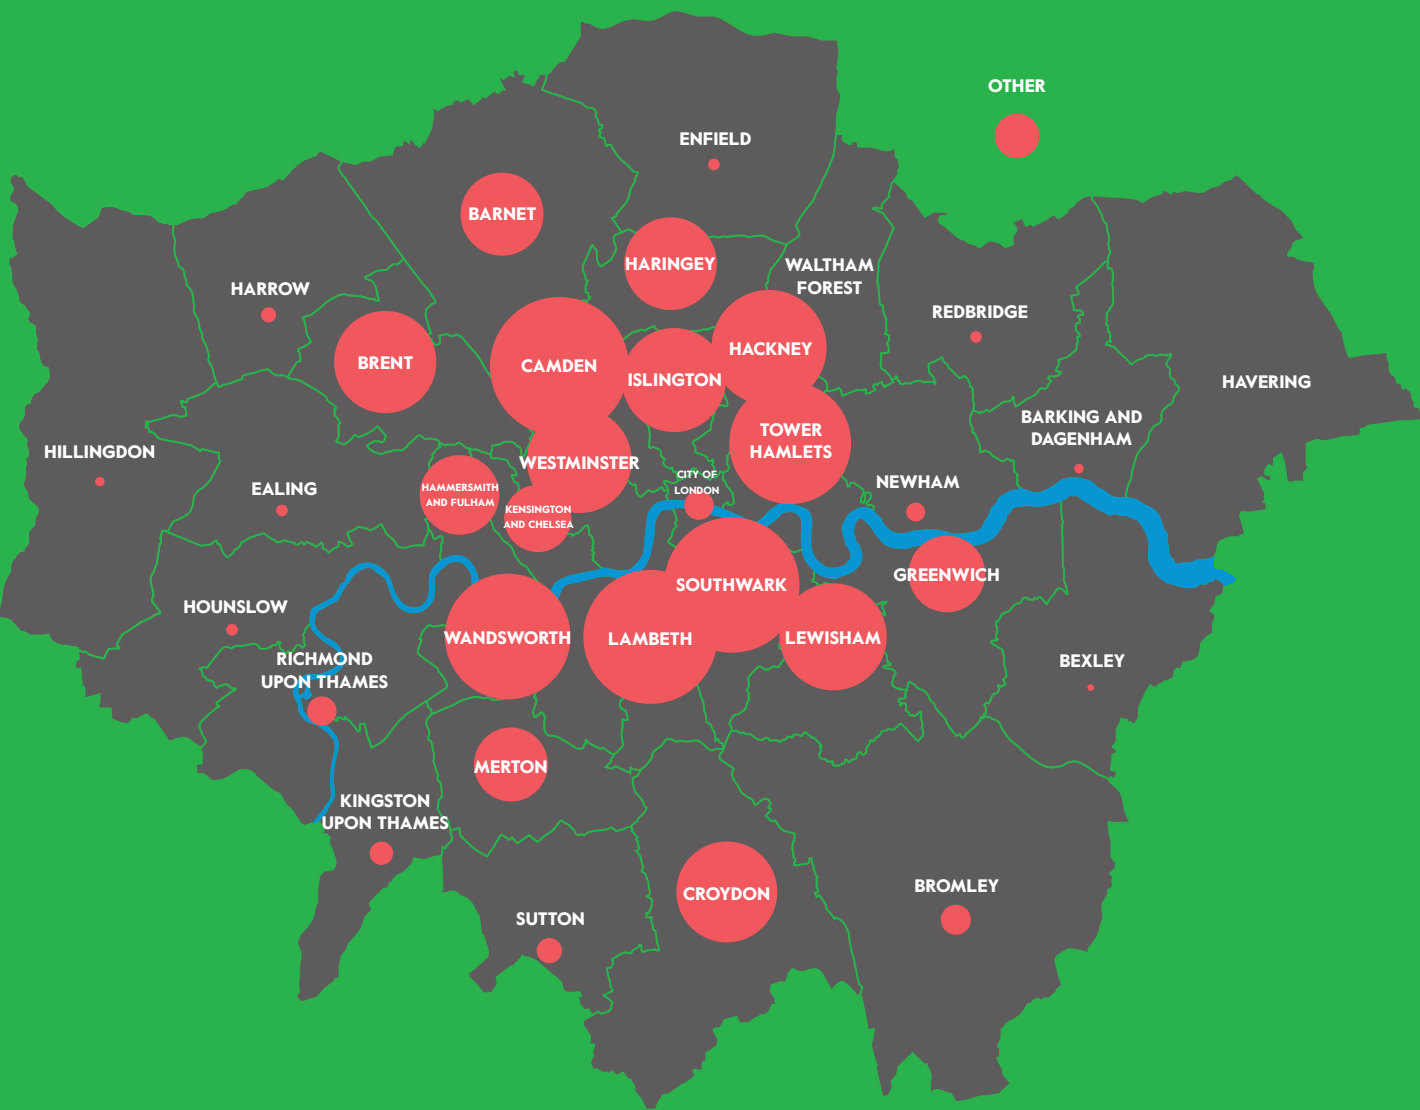 OTHER
ENFIELD
BARNET
HARINGEY
WALTHAM
FOREST
HARROW
REDBRIDGE
HACKNEY
BRENT
CAMDEN
ISLINGTON
HAVERING
BARKING AND
DAGENHAM
TOWER
HAMLETS
HILLINGDON
WESTMINSTER
CITY OF
LONDON
NEWHAM
EALING
HAMMERSMITH
AND FULHAM
KENSINGTON
AND CHELSEA
GREENWICH
SOUTHWARK
HOUNSLOW
WANDSWORTH
LAMBETH
LEWISHAM
RICHMOND
UPON THAMES
BEXLEY
MERTON
KINGSTON
UPON THAMES
CROYDON
BROMLEY
SUTTON